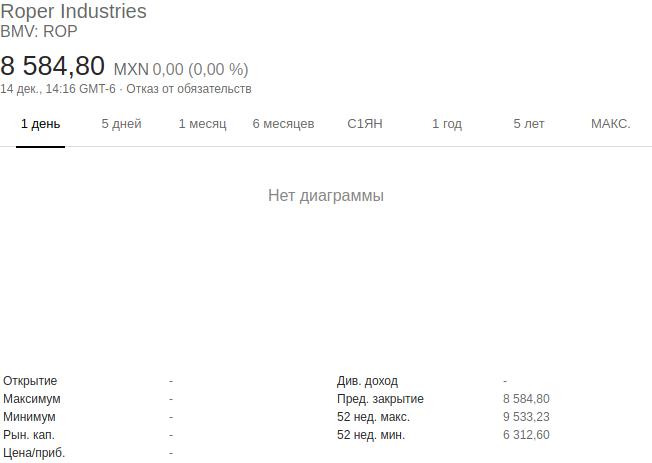 Roper Industries
BMV: ROP
8 584,80 MXN 0,00 (0,00 %)
14 дек., 14:16 GMT-6 · Отказ от обязательств
1 день 5 дней 1 месяц 6 месяцев С1ЯН 1 год 5 лет МАКС.
Нет диаграммы
Открытие - Див. доход -
Максимум - Пред. закрытие 8 584,80
Минимум - 52 нед. макс. 9 533,23
Рын. кап. - 52 нед. мин. 6 312,60
Цена/приб. -